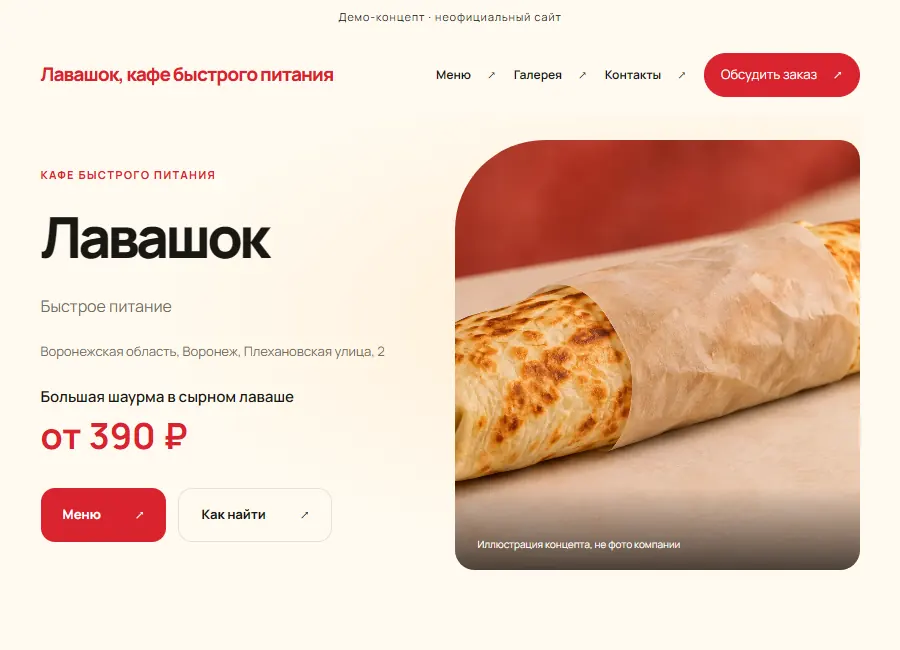 Демо-концепт · неофициальный сайт
Лавашок, кафе быстрого питания
Меню ↗ Галерея ↗ Контакты ↗ Обсудить заказ ↗
КАФЕ БЫСТРОГО ПИТАНИЯ
Лавашок
Быстрое питание
Воронежская область, Воронеж, Плехановская улица, 2
Большая шаурма в сырном лаваше
от 390 ₽
Меню ↗ Как найти ↗
Иллюстрация концепта, не фото компании